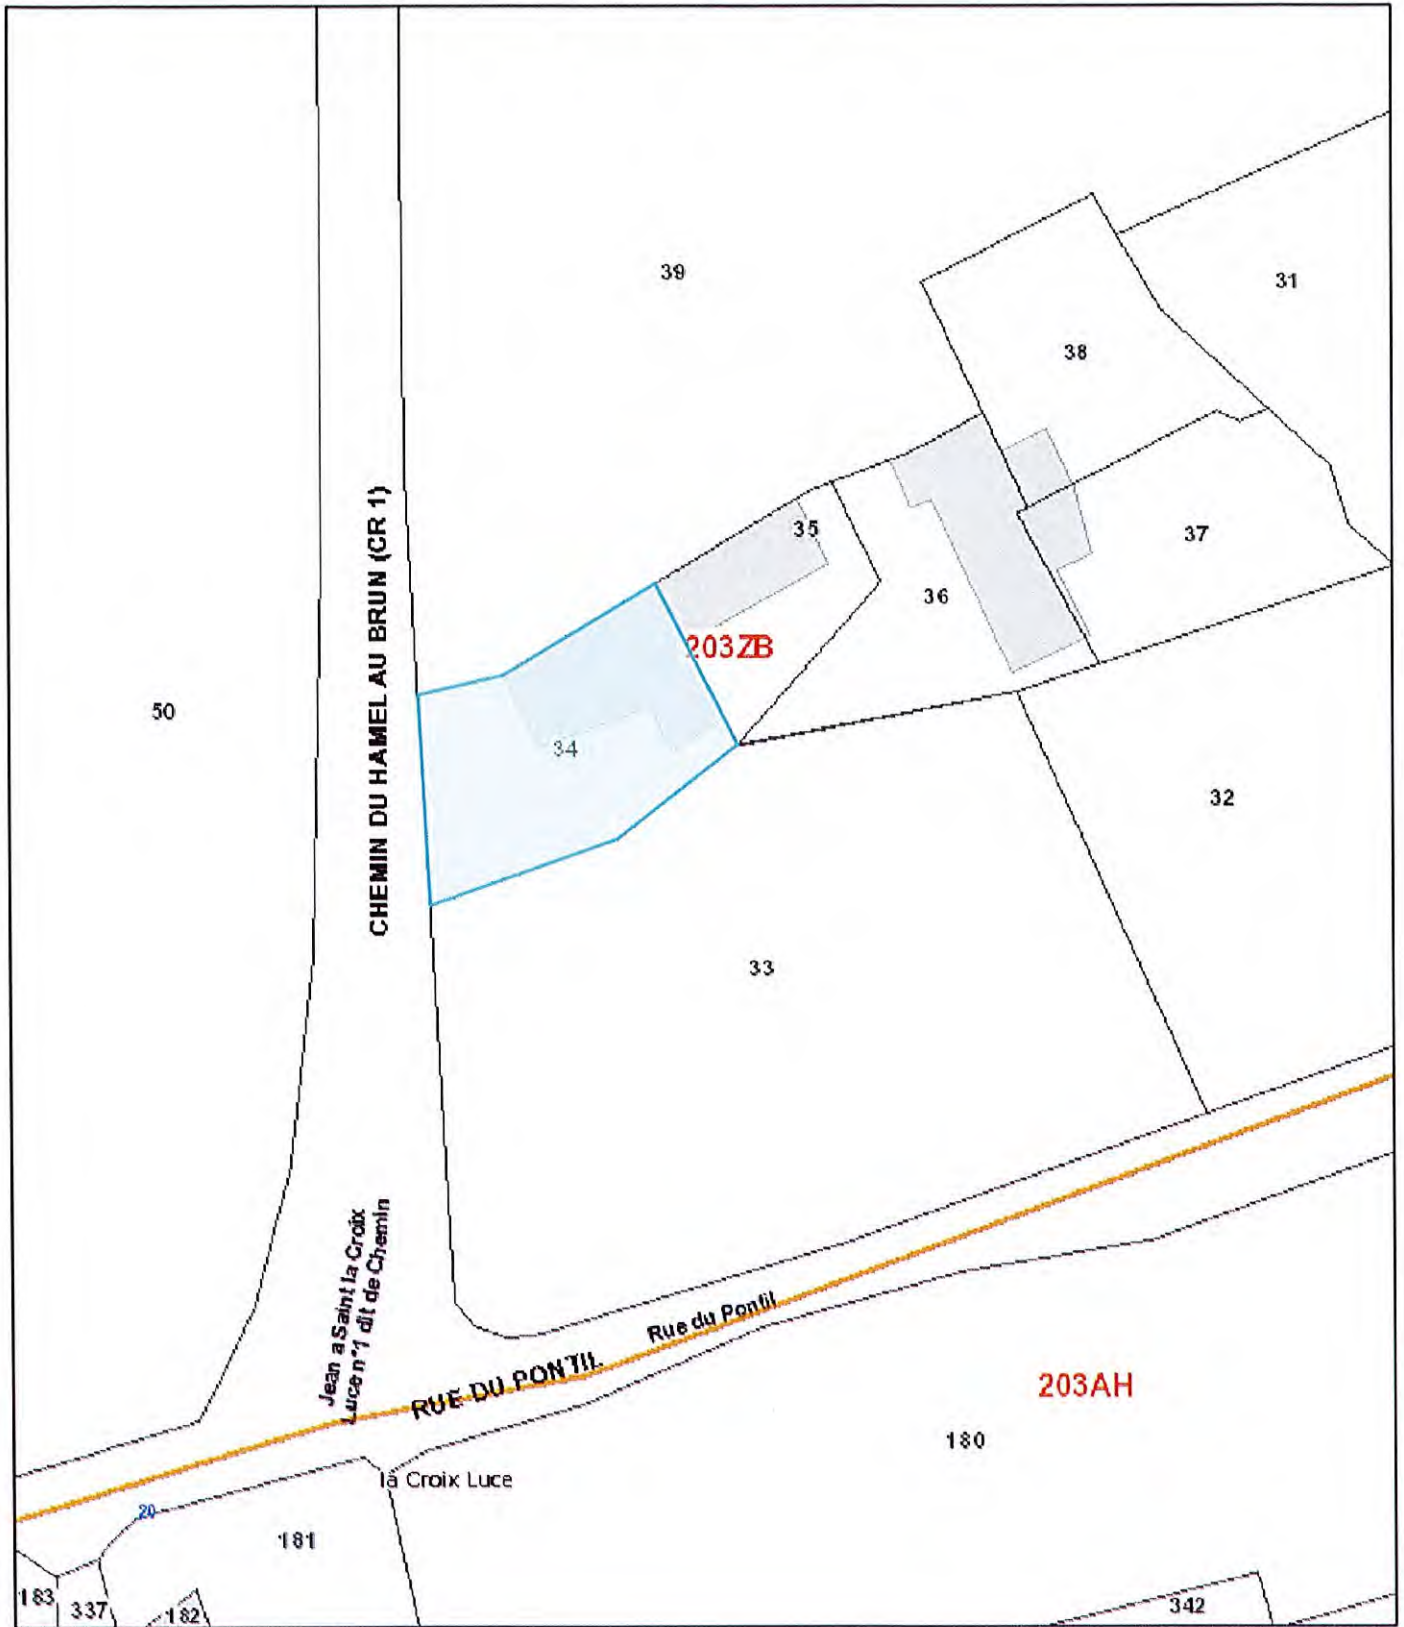 39
31
38
CHEMIN DU HAMEL AU BRUN (CR 1)
35
37
36
203ZB
50
34
32
33
Jean a Saint la Croix
Luce n°1 dit de Chemin
Rue du Pontil
RUE DU PONTIL
203AH
180
la Croix Luce
20
181
183
337
182
342